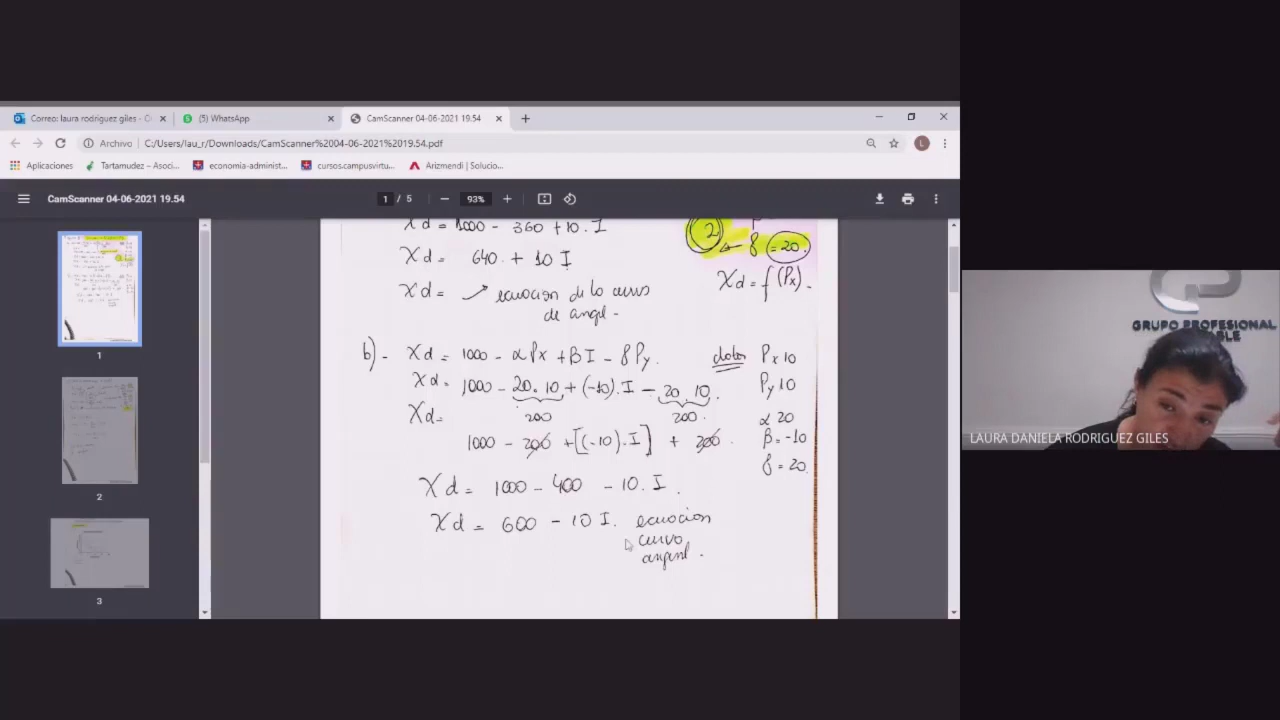 Correo: laura rodriguez giles - O
(5) WhatsApp
CamScanner 04-06-2021 19.54
Archivo | C:/Users/lau_r/Downloads/CamScanner%2004-06-2021%2019.54.pdf
Aplicaciones
Tartamudez – Asoci...
economia-administ...
cursos.campusvirtu...
Arizmendi | Solucio...
CamScanner 04-06-2021 19.54
1 / 5
93%
Xd = 1000 - 360 + 10. I
2
γ = 20.
Xd = 640. + 10 I
Xd = f(Px).
Xd = ecuacion de la curva
de angel -
b)- Xd = 1000 - αPx + βI - γPy. datos Px 10
Xd = 1000 - 20.10 + (-10). I - 20.10. Py 10
Xd = 200 200. α 20
1000 - 200 + [(-10). I] + 200. β = -10
γ = 20.
Xd = 1000 - 400 - 10. I.
Xd = 600 - 10 I. ecuacion
curva
angel.
1
2
3
GRUPO PROFESIONAL
LAURA DANIELA RODRIGUEZ GILES